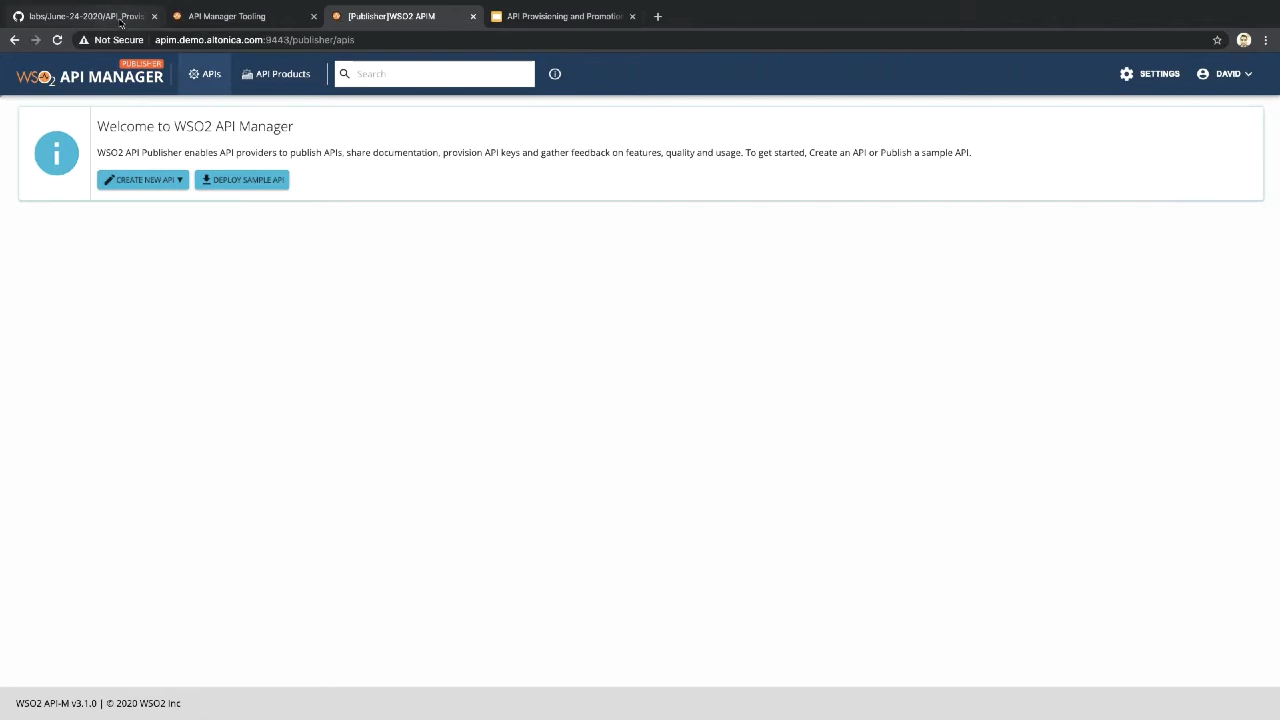 labs/June-24-2020/API_Provis
API Manager Tooling
[Publisher]WSO2 APIM
API Provisioning and Promotion
Not Secure
apim.demo.altonica.com:9443/publisher/apis
WSO2 API MANAGER
PUBLISHER
APIs
API Products
Search
SETTINGS
DAVID
Welcome to WSO2 API Manager
WSO2 API Publisher enables API providers to publish APIs, share documentation, provision API keys and gather feedback on features, quality and usage. To get started, Create an API or Publish a sample API.
CREATE NEW API
DEPLOY SAMPLE API
WSO2 API-M v3.1.0 | © 2020 WSO2 Inc